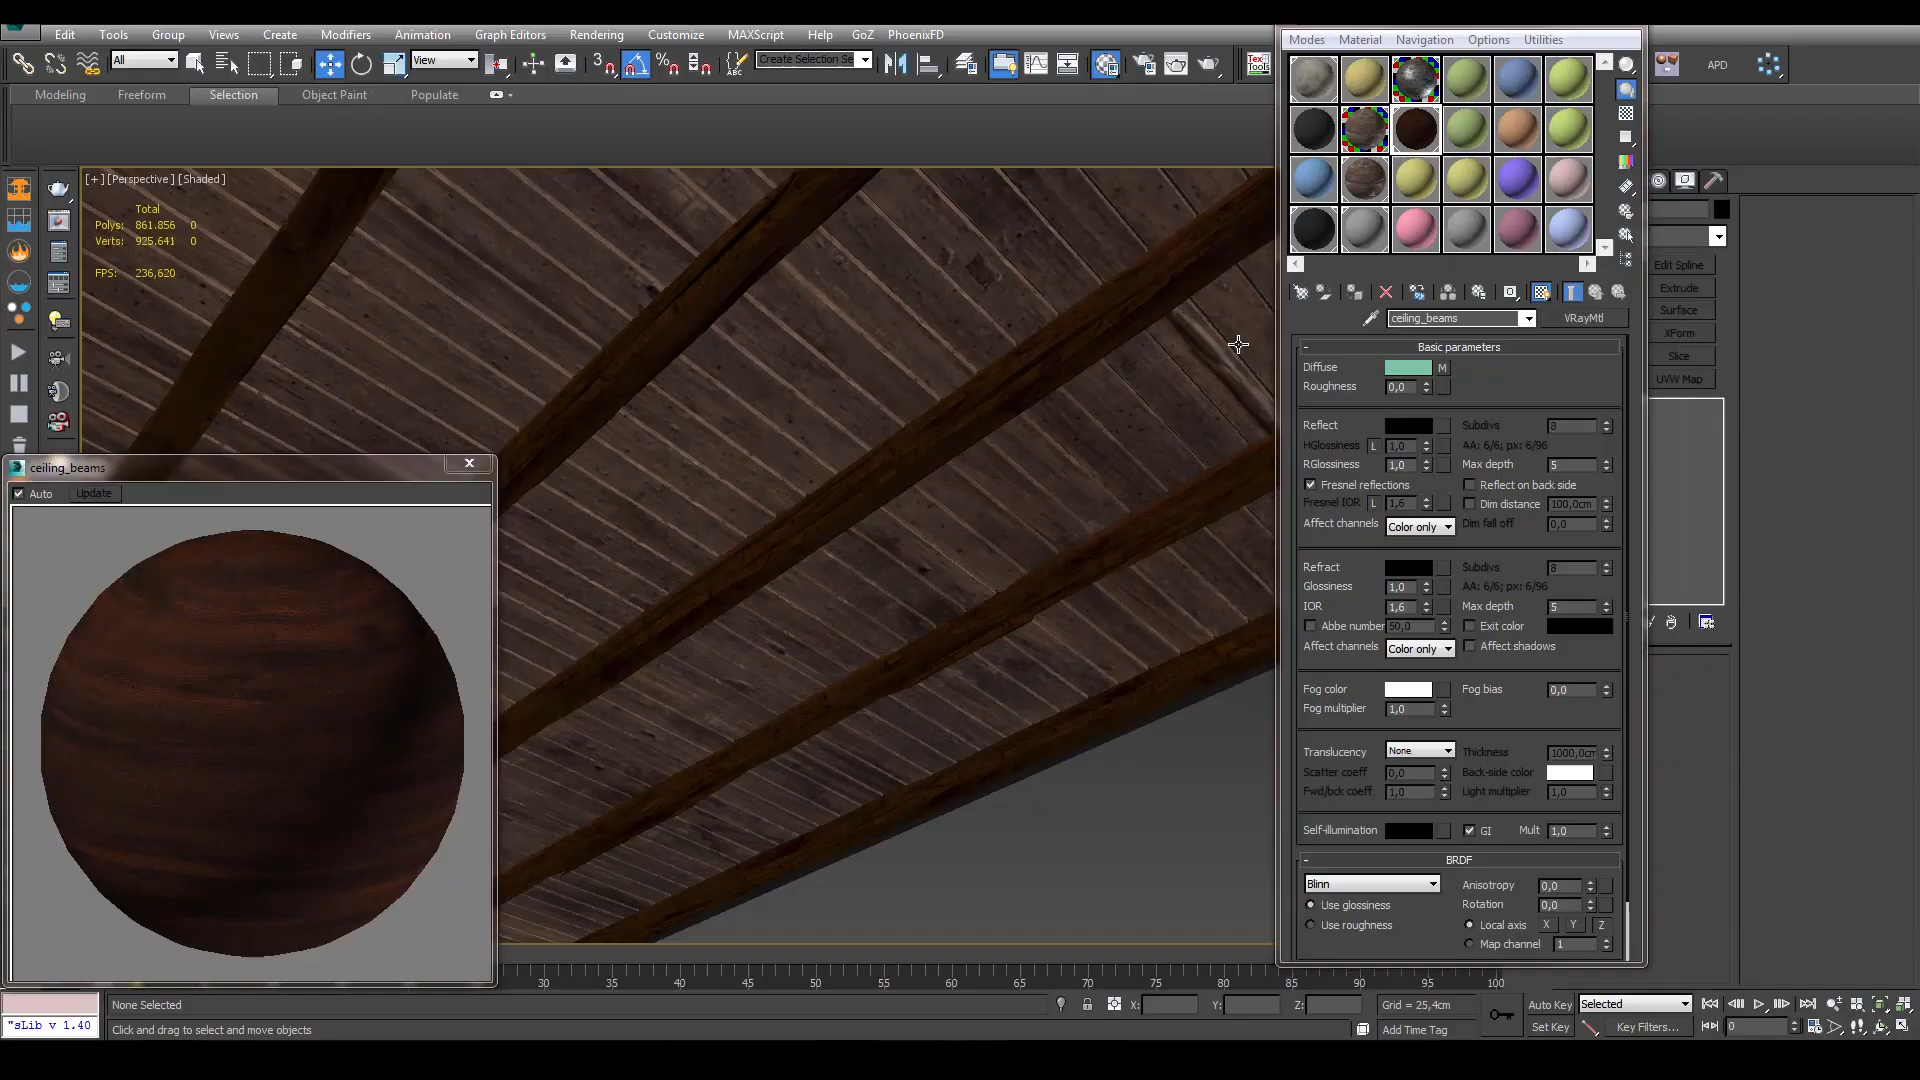 Edit Tools Group Views Create Modifiers Animation Graph Editors Rendering Customize MAXScript Help GoZ PhoenixFD
All View Create Selection Se Tex Tools APD
Modeling Freeform Selection Object Paint Populate
[+][Perspective][Shaded]
Total
Polys: 861.856 0
Verts: 925,641 0
FPS: 236,620
ceiling_beams
Auto Update
Modes Material Navigation Options Utilities
ceiling_beams VRayMtl
- Basic parameters
Diffuse M
Roughness 0,0
Reflect Subdivs 8
HGlossiness L 1,0 AA: 6/6; px: 6/96
RGlossiness 1,0 Max depth 5
Fresnel reflections Reflect on back side
Fresnel IOR L 1,6 Dim distance 100,0cm
Affect channels Color only Dim fall off 0,0
Refract Subdivs 8
Glossiness 1,0 AA: 6/6; px: 6/96
IOR 1,6 Max depth 5
Abbe number 50,0 Exit color
Affect channels Color only Affect shadows
Fog color Fog bias 0,0
Fog multiplier 1,0
Translucency None Thickness 1000,0cm
Scatter coeff 0,0 Back-side color
Fwd/bck coeff 1,0 Light multiplier 1,0
Self-illumination GI Mult 1,0
- BRDF
Blinn Anisotropy 0,0
Use glossiness Rotation 0,0
Use roughness Local axis X Y Z
Map channel 1
Edit Spline
Extrude
Surface
XForm
Slice
UVW Map
30 35 40 45 50 55 60 65 70 75 80 85 90 95 100
None Selected X: Y: Z: Grid = 25,4cm Auto Key Selected
"sLib v 1.40 Click and drag to select and move objects Add Time Tag Set Key Key Filters... 0